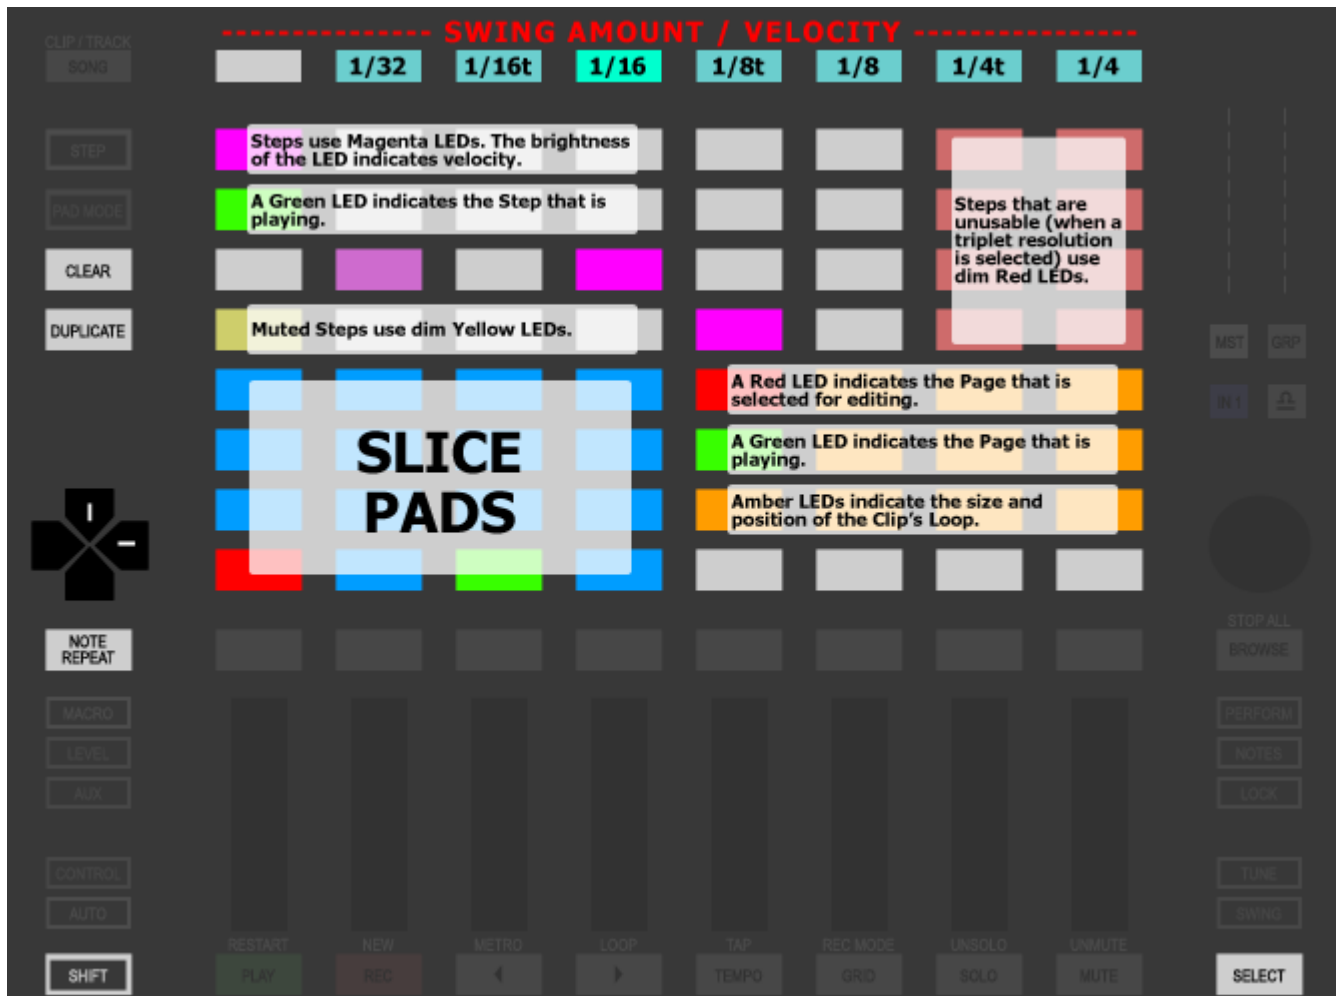 --------------- SWING AMOUNT / VELOCITY ----------------
CLIP / TRACK
SONG
1/32 1/16t 1/16 1/8t 1/8 1/4t 1/4
STEP
Steps use Magenta LEDs. The brightness
of the LED indicates velocity.
PAD MODE
A Green LED indicates the Step that is
playing.
Steps that are
unusable (when a
triplet resolution
is selected) use
dim Red LEDs.
CLEAR
DUPLICATE
Muted Steps use dim Yellow LEDs.
MST GRP
SLICE
PADS
A Red LED indicates the Page that is
selected for editing.
IN 1
A Green LED indicates the Page that is
playing.
Amber LEDs indicate the size and
position of the Clip's Loop.
NOTE
REPEAT
STOP ALL
BROWSE
MACRO
LEVEL
AUX
PERFORM
NOTES
LOCK
CONTROL
AUTO
TUNE
SWING
RESTART NEW METRO LOOP TAP REC MODE UNSOLO UNMUTE
SHIFT PLAY REC TEMPO GRID SOLO MUTE SELECT